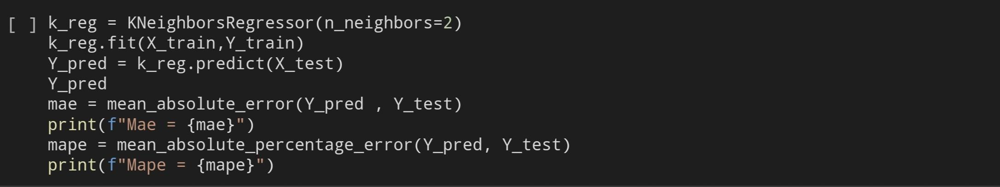 [ ] k_reg = KNeighborsRegressor(n_neighbors=2)
k_reg.fit(X_train,Y_train)
Y_pred = k_reg.predict(X_test)
Y_pred
mae = mean_absolute_error(Y_pred , Y_test)
print(f"Mae = {mae}")
mape = mean_absolute_percentage_error(Y_pred, Y_test)
print(f"Mape = {mape}")